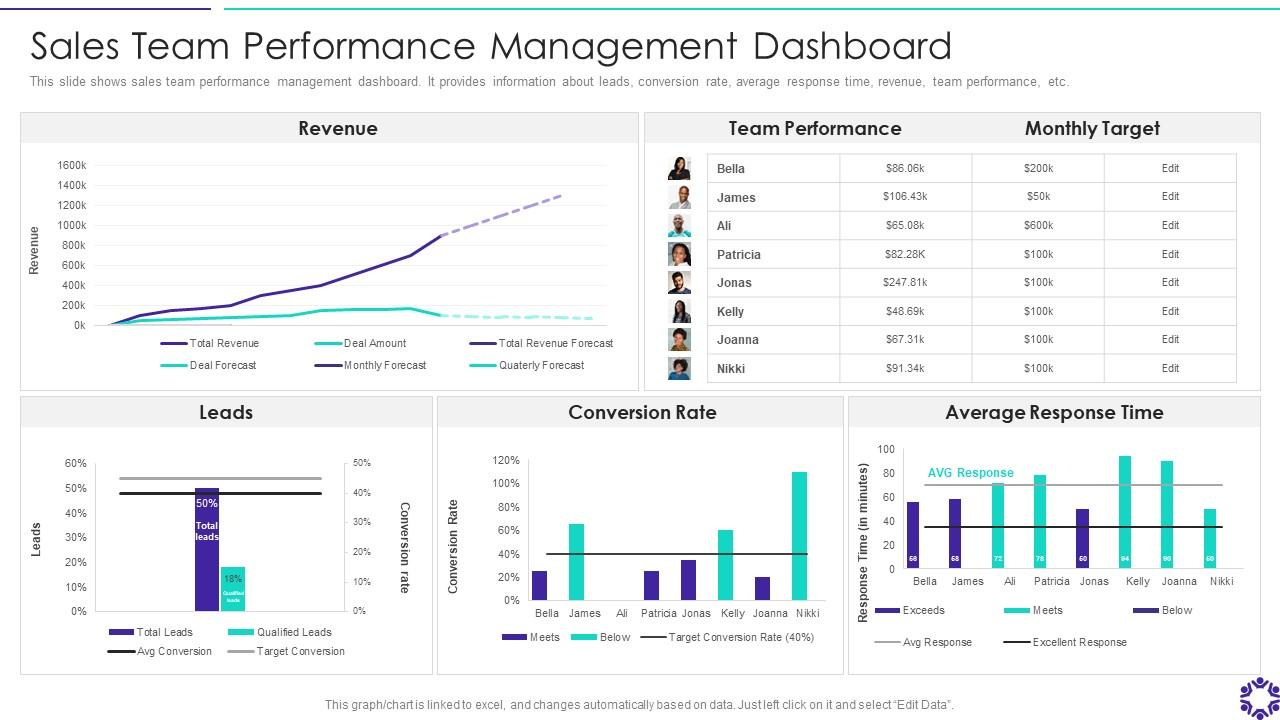 Sales Team Performance Management Dashboard
This slide shows sales team performance management dashboard. It provides information about leads, conversion rate, average response time, revenue, team performance, etc.
Revenue
1600k
1400k
1200k
1000k
800k
600k
400k
200k
0k
Revenue
Total Revenue Deal Amount Total Revenue Forecast
Deal Forecast Monthly Forecast Quaterly Forecast
Team Performance Monthly Target
Bella $86.06k $200k Edit
James $106.43k $50k Edit
Ali $65.08k $600k Edit
Patricia $82.28K $100k Edit
Jonas $247.81k $100k Edit
Kelly $48.69k $100k Edit
Joanna $67.31k $100k Edit
Nikki $91.34k $100k Edit
Leads
60%
50%
40%
30%
20%
10%
0%
Leads
50%
Total
leads
18%
Qualified
leads
50%
40%
30%
20%
10%
0%
Conversion rate
Total Leads Qualified Leads
Avg Conversion Target Conversion
Conversion Rate
120%
100%
80%
60%
40%
20%
0%
Conversion Rate
Bella James Ali Patricia Jonas Kelly Joanna Nikki
Meets Below Target Conversion Rate (40%)
Average Response Time
100
80
60
40
20
0
Response Time (in minutes)
AVG Response
56 58 72 78 50 94 90 50
Bella James Ali Patricia Jonas Kelly Joanna Nikki
Exceeds Meets Below
Avg Response Excellent Response
This graph/chart is linked to excel, and changes automatically based on data. Just left click on it and select “Edit Data”.